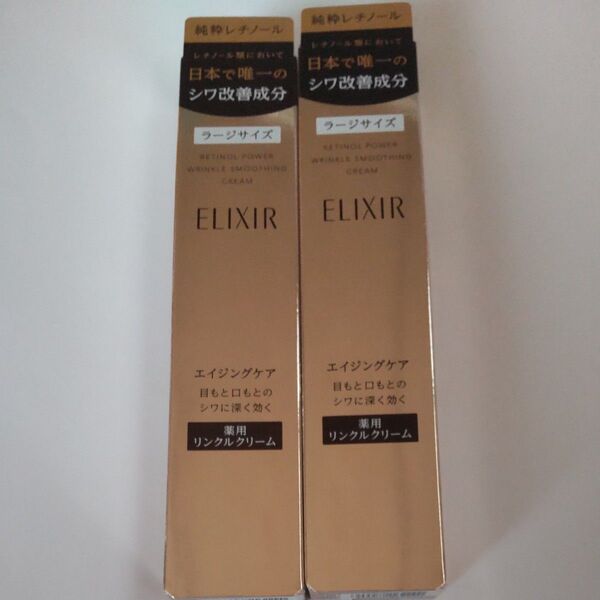 純粋レチノール
レチノール類において
日本で唯一の
シワ改善成分
ラージサイズ
RETINOL POWER
WRINKLE SMOOTHING
CREAM
ELIXIR
エイジングケア
目もと口もとの
シワに深く効く
薬用
リンクルクリーム
純粋レチノール
レチノール類において
日本で唯一の
シワ改善成分
ラージサイズ
RETINOL POWER
WRINKLE SMOOTHING
CREAM
ELIXIR
エイジングケア
目もと口もとの
シワに深く効く
薬用
リンクルクリーム